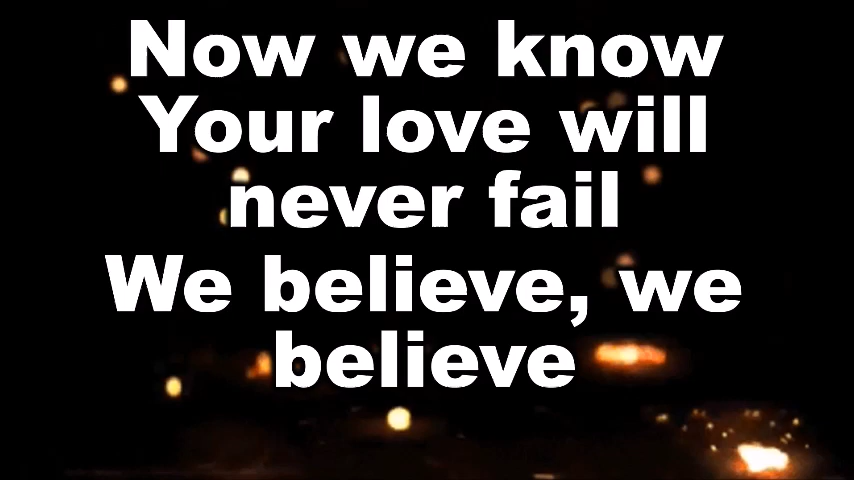 Now we know
Your love will
never fail
We believe, we
believe